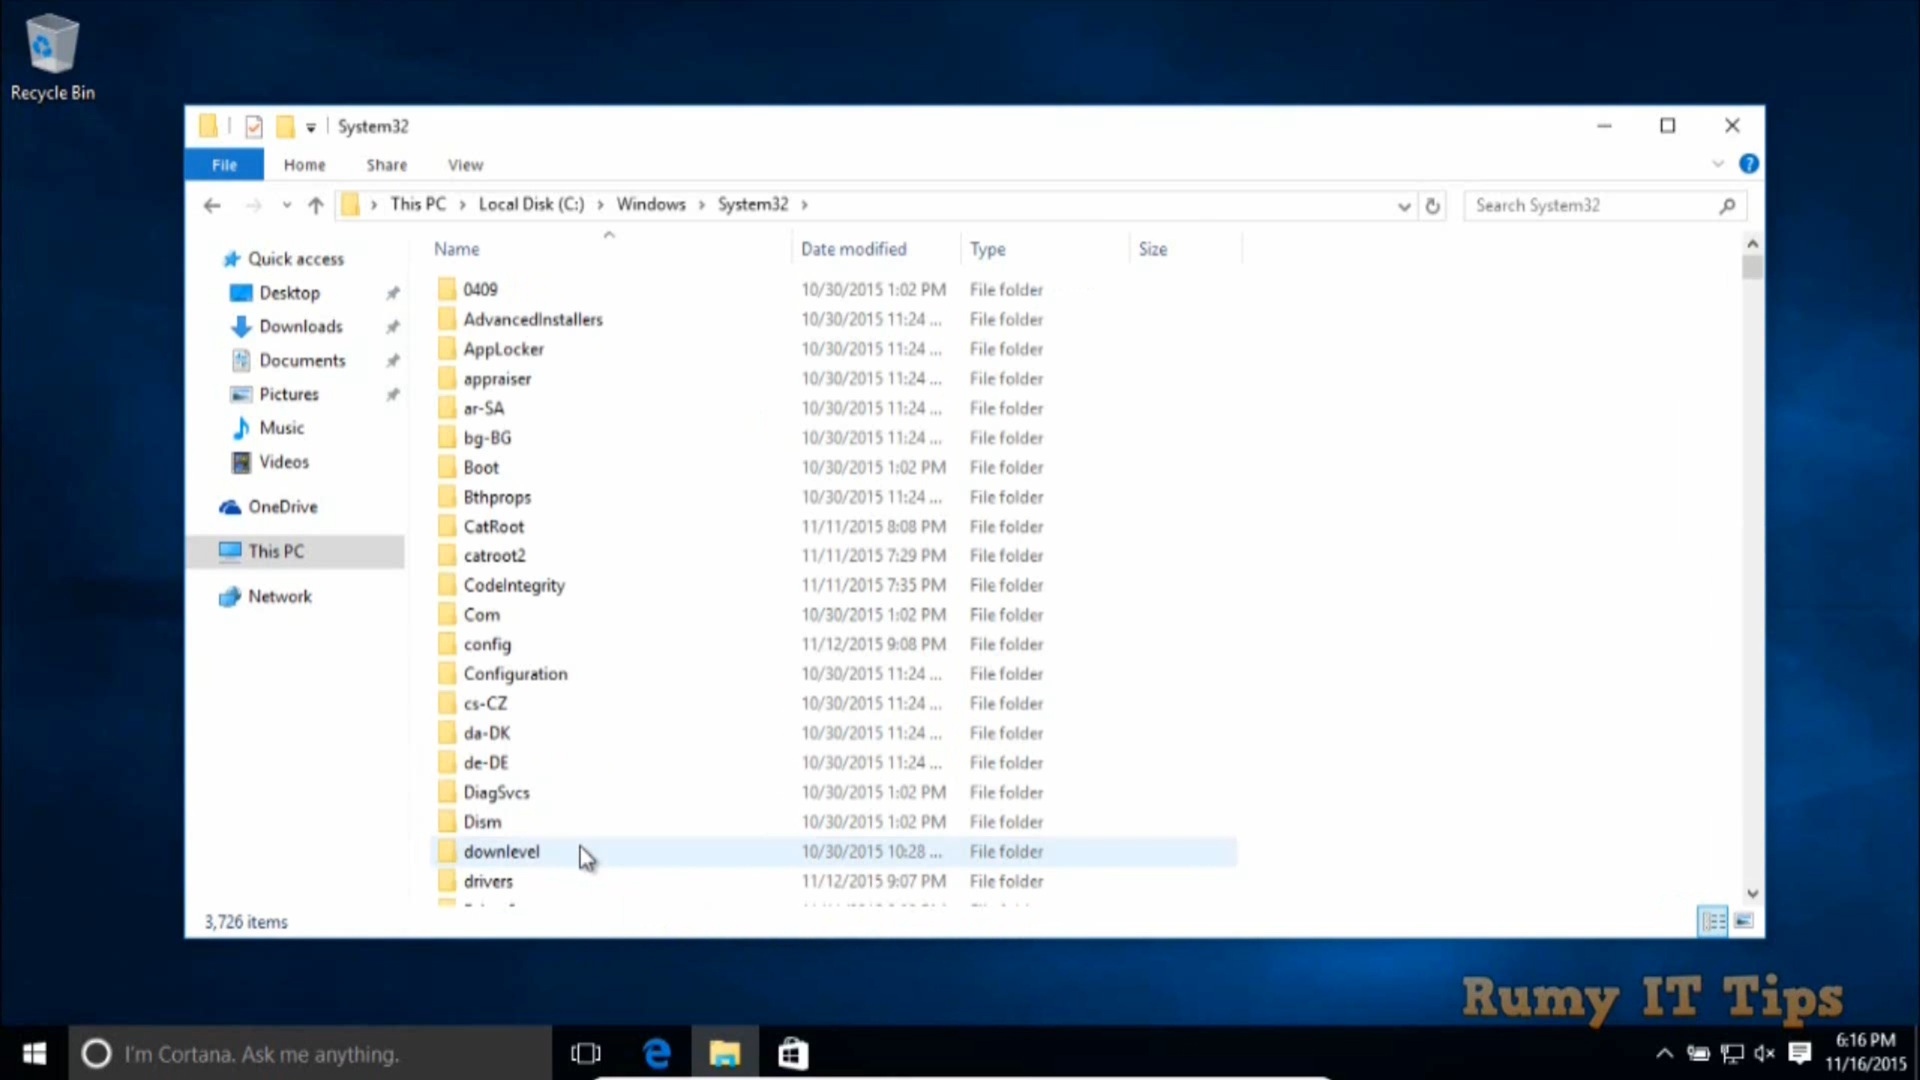 Recycle Bin
System32
File Home Share View
This PC Local Disk (C:) Windows System32
Search System32
Name Date modified Type Size
Quick access
Desktop
Downloads
Documents
Pictures
Music
Videos
OneDrive
This PC
Network
0409 10/30/2015 1:02 PM File folder
AdvancedInstallers 10/30/2015 11:24 ... File folder
AppLocker 10/30/2015 11:24 ... File folder
appraiser 10/30/2015 11:24 ... File folder
ar-SA 10/30/2015 11:24 ... File folder
bg-BG 10/30/2015 11:24 ... File folder
Boot 10/30/2015 1:02 PM File folder
Bthprops 10/30/2015 11:24 ... File folder
CatRoot 11/11/2015 8:08 PM File folder
catroot2 11/11/2015 7:29 PM File folder
CodeIntegrity 11/11/2015 7:35 PM File folder
Com 10/30/2015 1:02 PM File folder
config 11/12/2015 9:08 PM File folder
Configuration 10/30/2015 11:24 ... File folder
cs-CZ 10/30/2015 11:24 ... File folder
da-DK 10/30/2015 11:24 ... File folder
de-DE 10/30/2015 11:24 ... File folder
DiagSvcs 10/30/2015 1:02 PM File folder
Dism 10/30/2015 1:02 PM File folder
downlevel 10/30/2015 10:28 ... File folder
drivers 11/12/2015 9:07 PM File folder
3,726 items
Rumy IT Tips
I'm Cortana. Ask me anything.
6:16 PM
11/16/2015